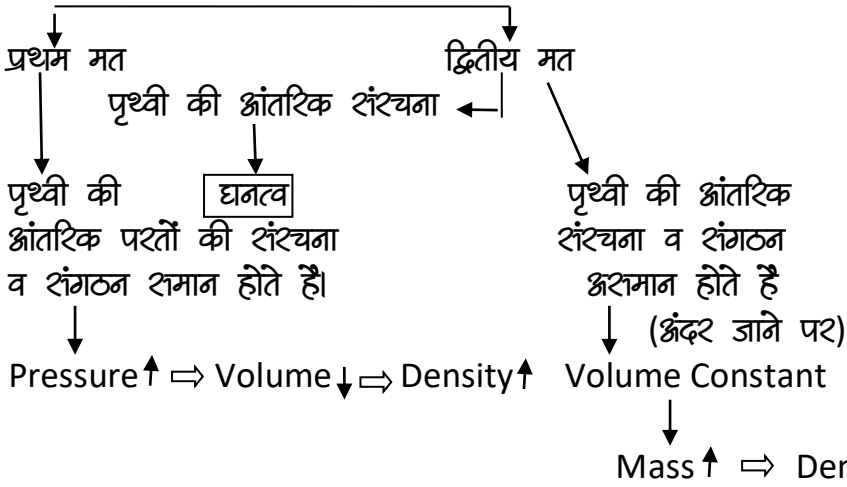 प्रथम मत द्वितीय मत
पृथ्वी की आंतरिक संरचना
पृथ्वी की घनत्व पृथ्वी की आंतरिक
आंतरिक परतों की संरचना संरचना व संगठन
व संगठन समान होते है। असमान होते है
(अंदर जाने पर)
Pressure↑ ⇨ Volume↓ ⇨ Density↑ Volume Constant
Mass↑ ⇨